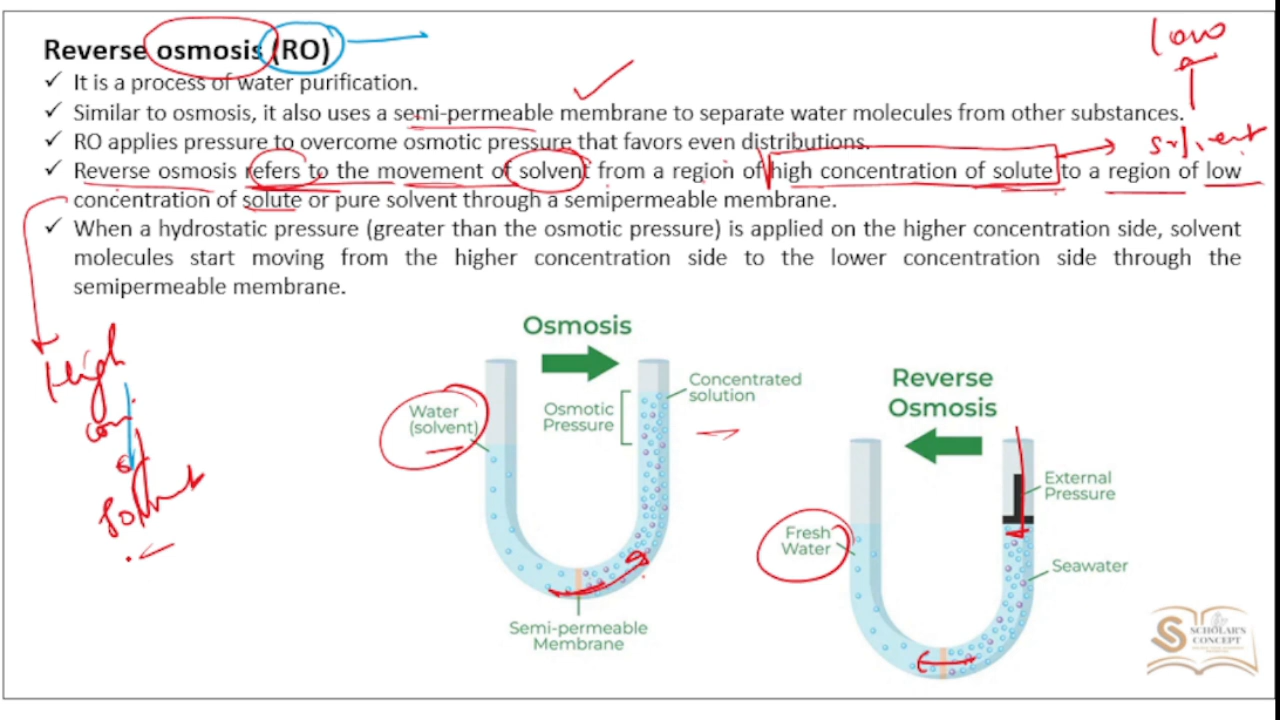 Reverse osmosis (RO)
✓ It is a process of water purification.
✓ Similar to osmosis, it also uses a semi-permeable membrane to separate water molecules from other substances.
✓ RO applies pressure to overcome osmotic pressure that favors even distributions.
✓ Reverse osmosis refers to the movement of solvent from a region of high concentration of solute to a region of low
concentration of solute or pure solvent through a semipermeable membrane.
✓ When a hydrostatic pressure (greater than the osmotic pressure) is applied on the higher concentration side, solvent
molecules start moving from the higher concentration side to the lower concentration side through the
semipermeable membrane.
low
solvent
High
con.
solvent
Osmosis
Water
(solvent)
Osmotic
Pressure
Concentrated
solution
Semi-permeable
Membrane
Reverse
Osmosis
External
Pressure
Fresh
Water
Seawater
SCHOLAR'S
CONCEPT